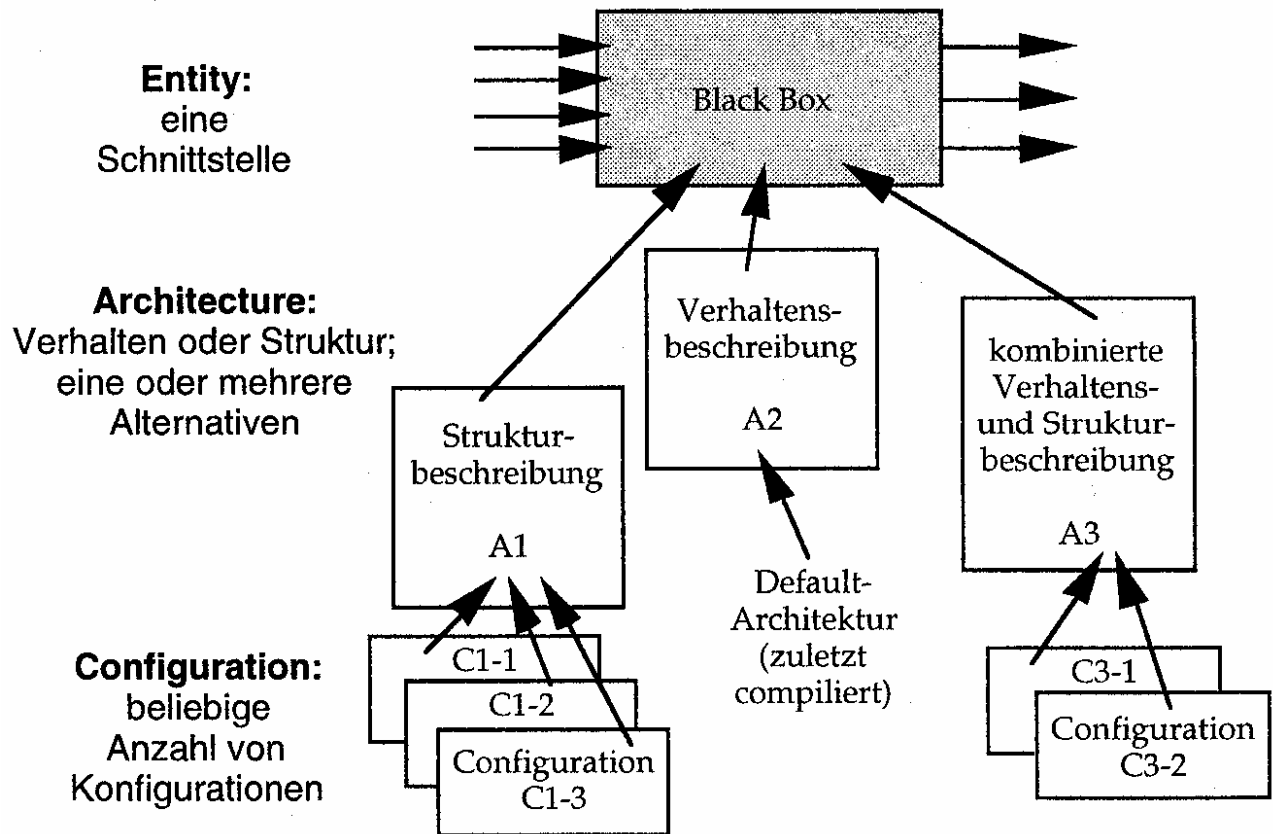 Entity:
eine
Schnittstelle
Black Box
Architecture:
Verhalten oder Struktur;
eine oder mehrere
Alternativen
Struktur-
beschreibung
A1
Verhaltens-
beschreibung
A2
kombinierte
Verhaltens-
und Struktur-
beschreibung
A3
Default-
Architektur
(zuletzt
compiliert)
Configuration:
beliebige
Anzahl von
Konfigurationen
C1-1
C1-2
Configuration
C1-3
C3-1
Configuration
C3-2